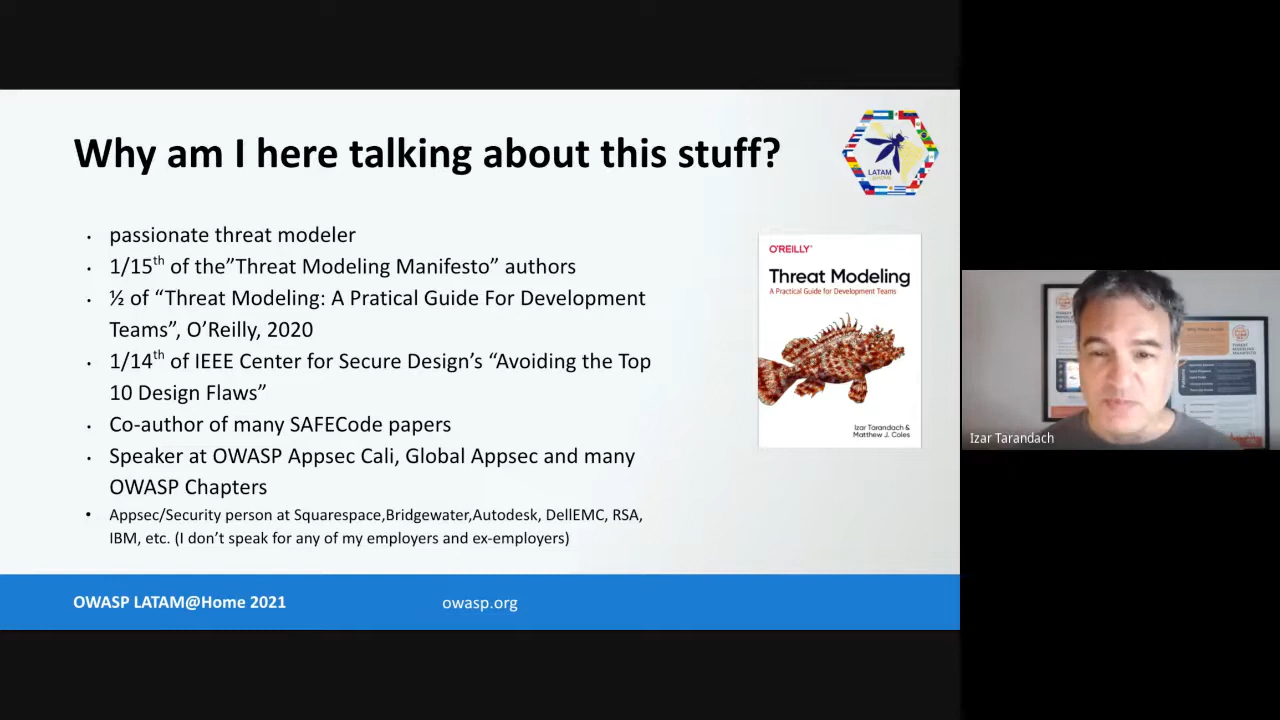 Why am I here talking about this stuff?
LATAM
• passionate threat modeler
• 1/15th of the”Threat Modeling Manifesto” authors
• ½ of “Threat Modeling: A Pratical Guide For Development
Teams”, O’Reilly, 2020
• 1/14th of IEEE Center for Secure Design’s “Avoiding the Top
10 Design Flaws”
• Co-author of many SAFECode papers
• Speaker at OWASP Appsec Cali, Global Appsec and many
OWASP Chapters
• Appsec/Security person at Squarespace,Bridgewater,Autodesk, DellEMC, RSA,
IBM, etc. (I don’t speak for any of my employers and ex-employers)
O'REILLY®
Threat Modeling
A Practical Guide for Development Teams
Izar Tarandach &
Matthew J. Coles
OWASP LATAM@Home 2021
owasp.org
Izar Tarandach